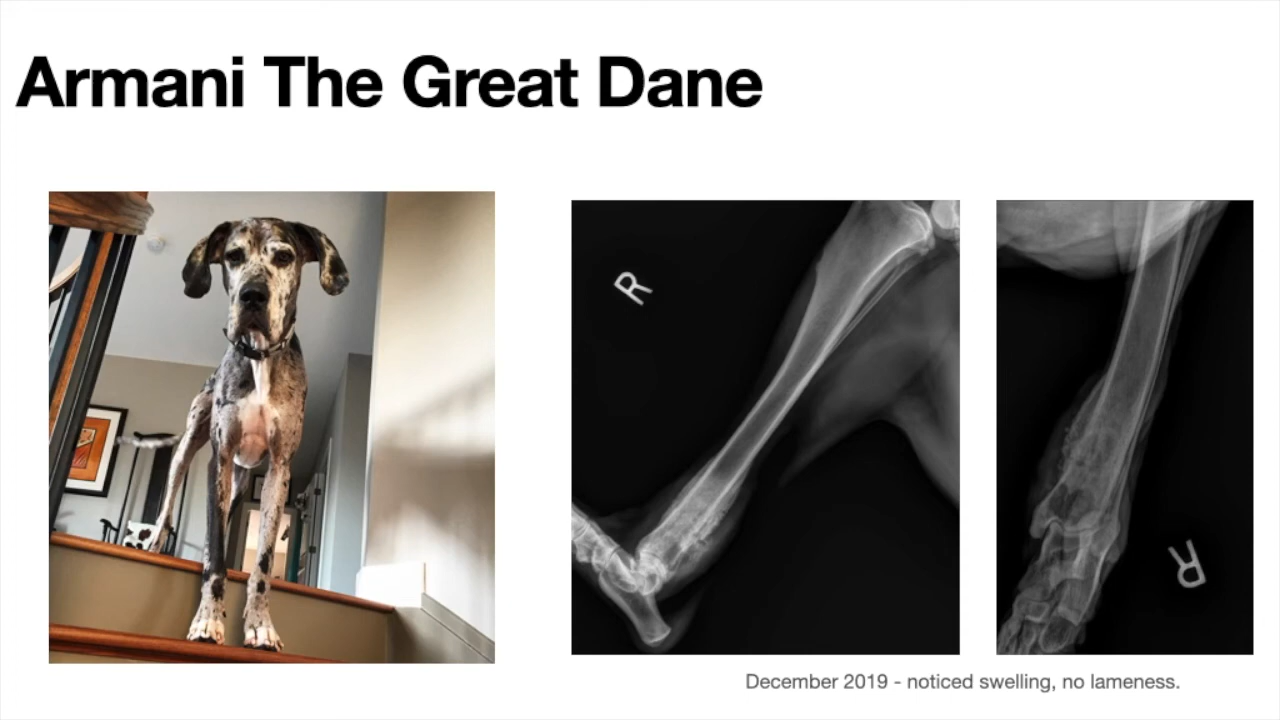 Armani The Great Dane
R
R
December 2019 - noticed swelling, no lameness.